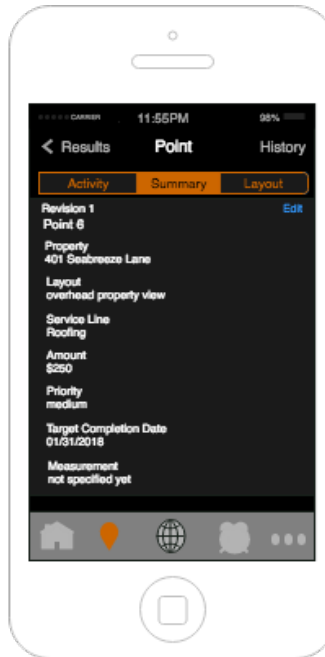 CARRIER 11:55PM 98%
Results Point History
Activity Summary Layout
Revision 1 Edit
Point 6
Property
401 Seabreeze Lane
Layout
overhead property view
Service Line
Roofing
Amount
$250
Priority
medium
Target Completion Date
01/31/2018
Measurement
not specified yet